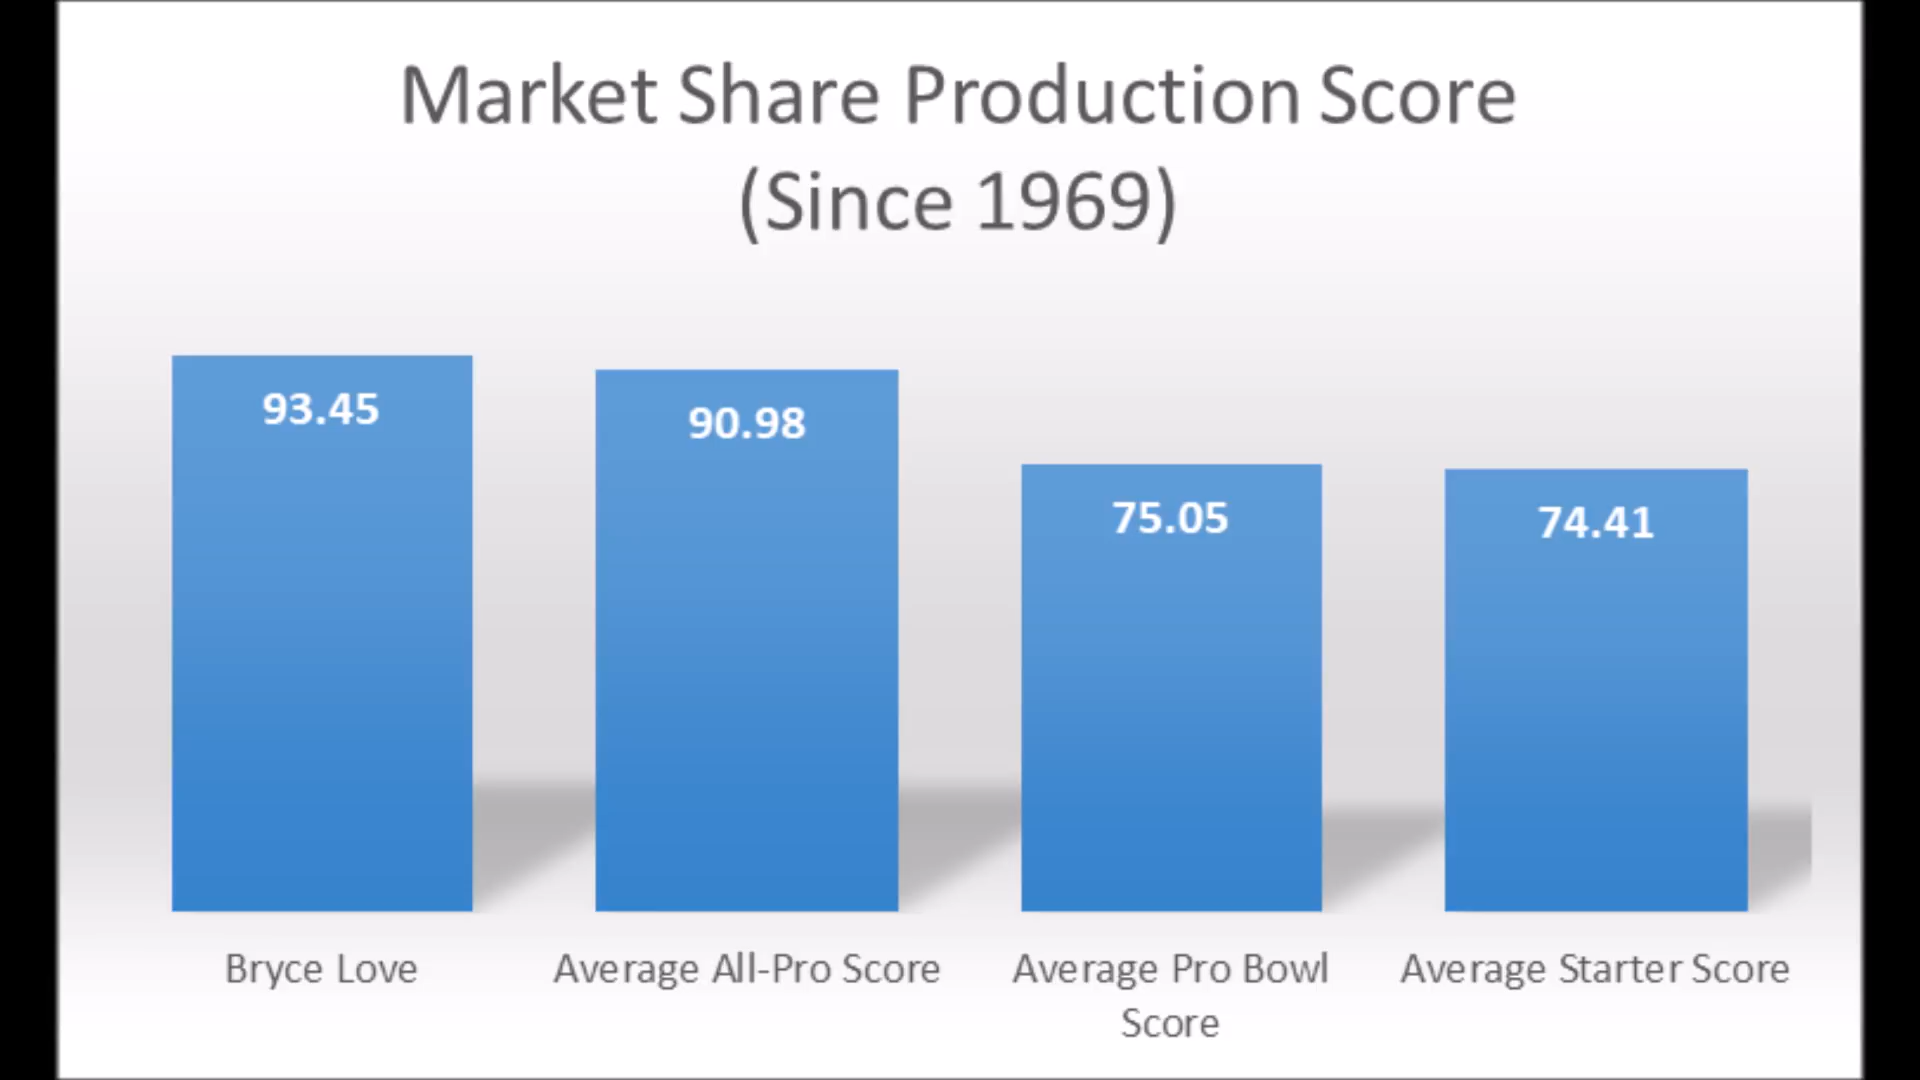 Market Share Production Score
(Since 1969)
93.45
90.98
75.05
74.41
Bryce Love
Average All-Pro Score
Average Pro Bowl
Score
Average Starter Score